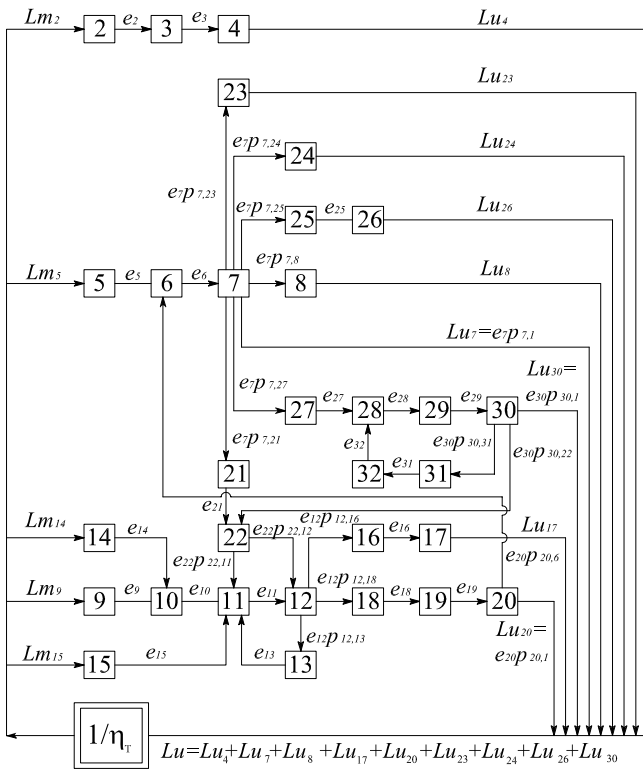 Lm₂ 2 e₂ 3 e₃ 4 Lu₄
23 Lu₂₃
e₇p₇,₂₄ 24 Lu₂₄
e₇p₇,₂₃
e₇p₇,₂₅ 25 e₂₅ 26 Lu₂₆
Lm₅ 5 e₅ 6 e₆ 7 e₇p₇,₈ 8 Lu₈
Lu₇=e₇p₇,₁
Lu₃₀=
e₃₀p₃₀,₁
e₇p₇,₂₇ 27 e₂₇ 28 e₂₈ 29 e₂₉ 30
e₇p₇,₂₁
e₃₂ e₃₀p₃₀,₃₁ e₃₀p₃₀,₂₂
21 32 e₃₁ 31
e₂₁
Lm₁₄ 14 e₁₄ 22 e₂₂p₂₂,₁₂ e₁₂p₁₂,₁₆ 16 e₁₆ 17 Lu₁₇
e₂₂p₂₂,₁₁ e₂₀p₂₀,₆
Lm₉ 9 e₉ 10 e₁₀ 11 e₁₁ 12 e₁₂p₁₂,₁₈ 18 e₁₈ 19 e₁₉ 20
e₁₂p₁₂,₁₃
Lm₁₅ 15 e₁₅ e₁₃ 13
Lu₂₀=
e₂₀p₂₀,₁
1/ηT
Lu=Lu₄+Lu₇+Lu₈+Lu₁₇+Lu₂₀+Lu₂₃+Lu₂₄+Lu₂₆+Lu₃₀